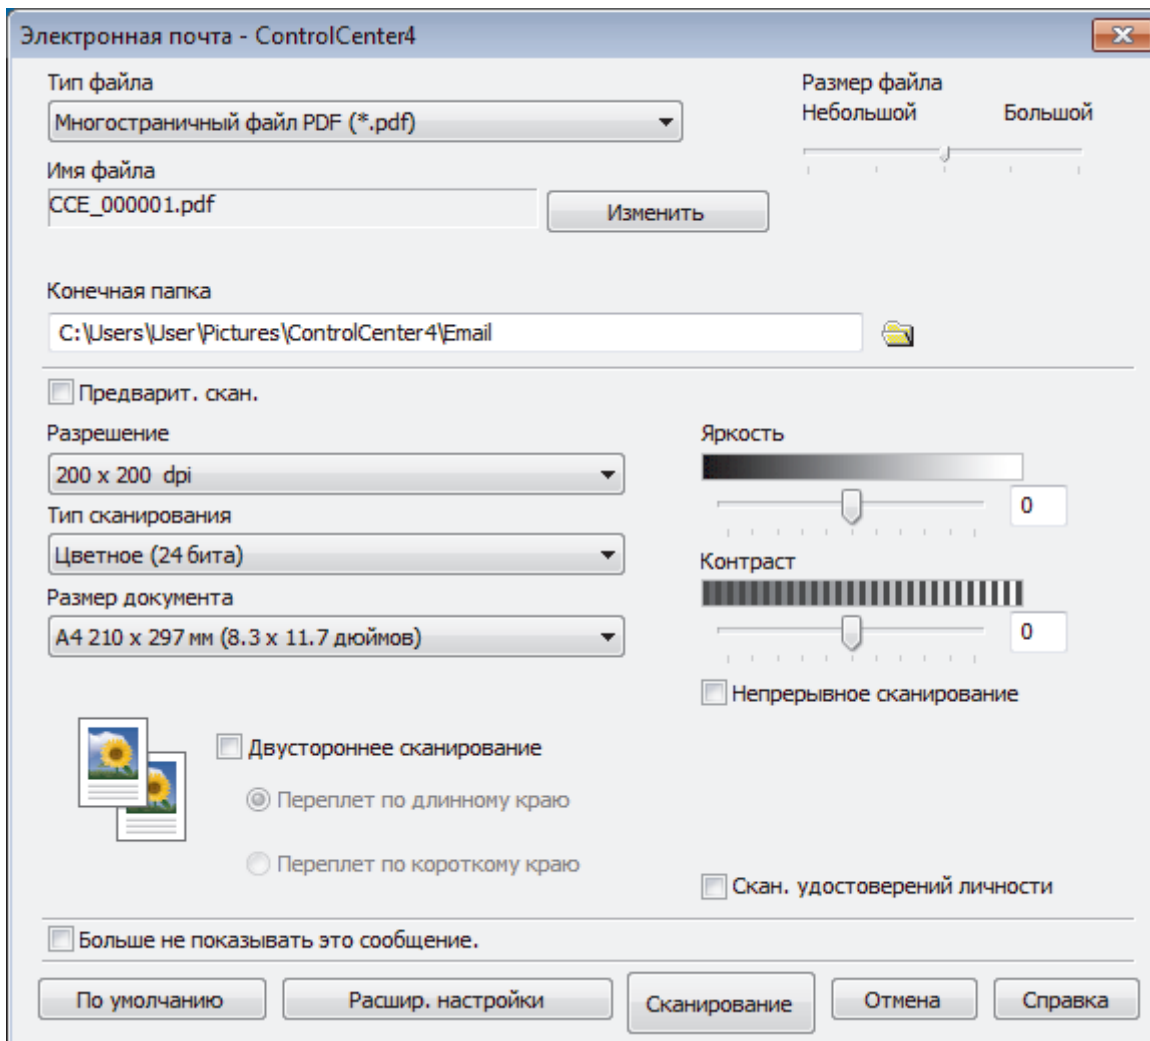 Электронная почта - ControlCenter4
Тип файла
Размер файла
Многостраничный файл PDF (*.pdf)
Небольшой Большой
Имя файла
CCE_000001.pdf
Изменить
Конечная папка
C:\Users\User\Pictures\ControlCenter4\Email
Предварит. скан.
Разрешение
200 x 200 dpi
Тип сканирования
Цветное (24 бита)
Размер документа
A4 210 x 297 мм (8.3 x 11.7 дюймов)
Яркость
0
Контраст
0
Непрерывное сканирование
Двустороннее сканирование
Переплет по длинному краю
Переплет по короткому краю
Скан. удостоверений личности
Больше не показывать это сообщение.
По умолчанию
Расшир. настройки
Сканирование
Отмена
Справка